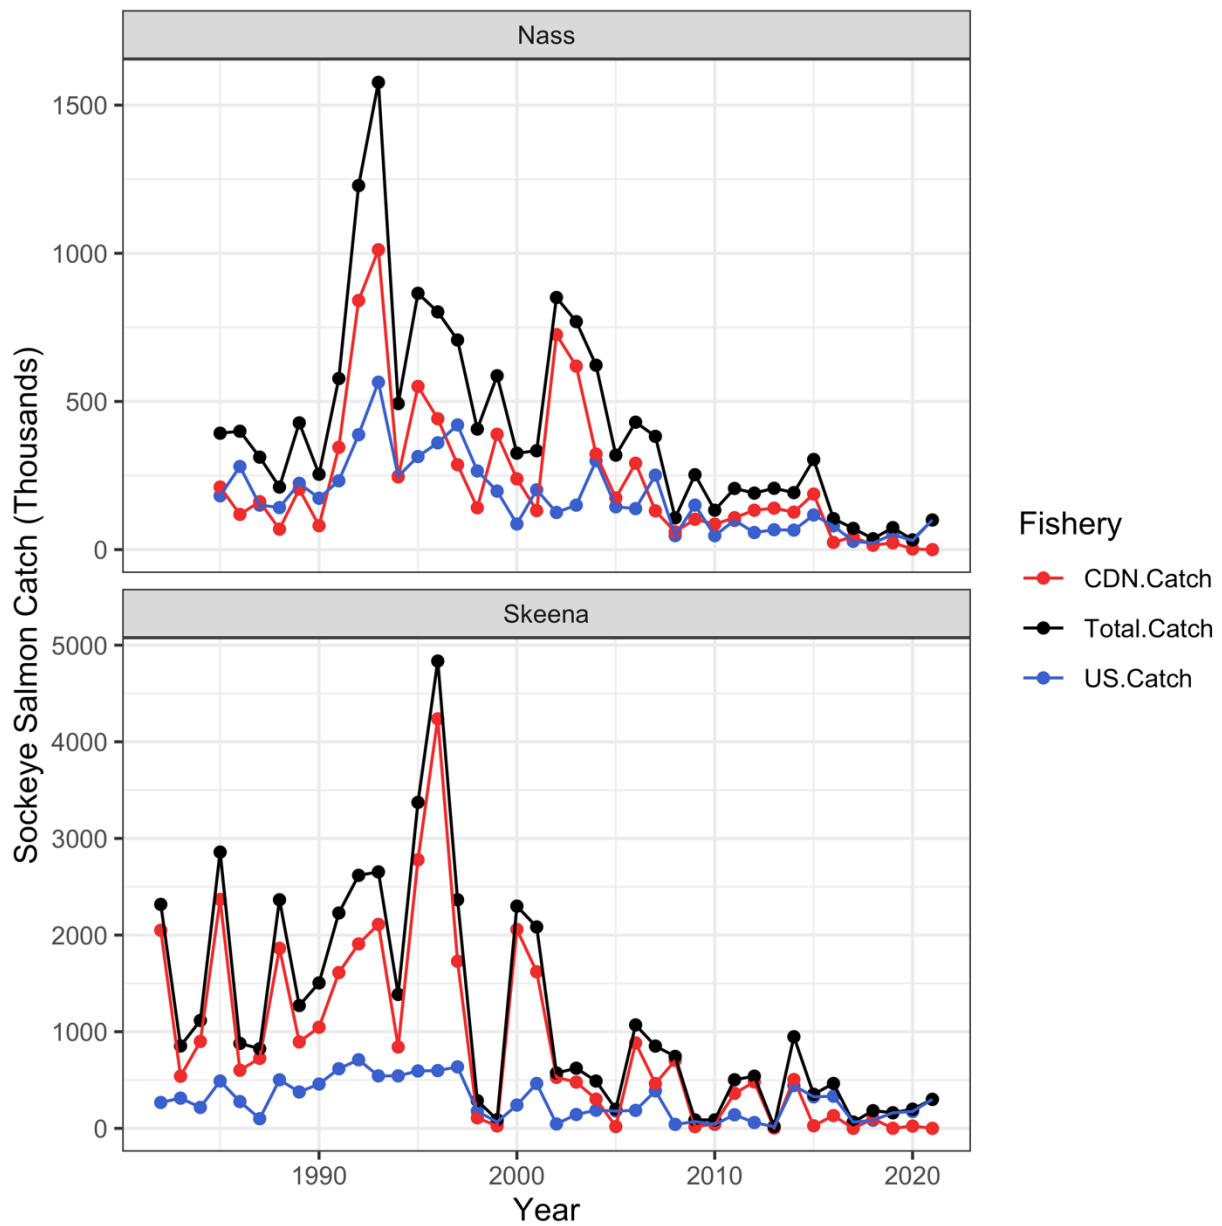 Nass
1500
1000
500
0
Skeena
5000
4000
3000
2000
1000
0
1990
2000
2010
2020
Year
Sockeye Salmon Catch (Thousands)
Fishery
CDN.Catch
Total.Catch
US.Catch